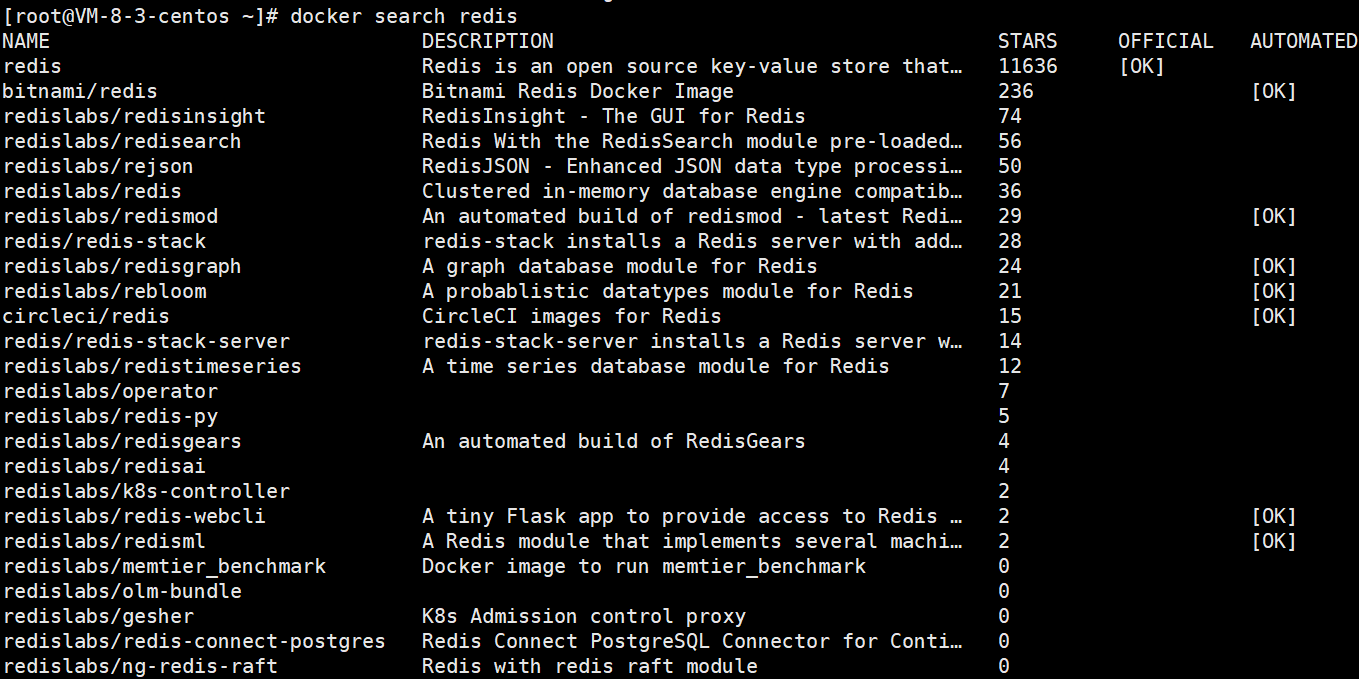 [root@VM-8-3-centos ~]# docker search redis
NAME DESCRIPTION STARS OFFICIAL AUTOMATED
redis Redis is an open source key-value store that… 11636 [OK]
bitnami/redis Bitnami Redis Docker Image 236 [OK]
redislabs/redisinsight RedisInsight - The GUI for Redis 74
redislabs/redisearch Redis With the RedisSearch module pre-loaded… 56
redislabs/rejson RedisJSON - Enhanced JSON data type processi… 50
redislabs/redis Clustered in-memory database engine compatib… 36
redislabs/redismod An automated build of redismod - latest Redi… 29 [OK]
redis/redis-stack redis-stack installs a Redis server with add… 28
redislabs/redisgraph A graph database module for Redis 24 [OK]
redislabs/rebloom A probablistic datatypes module for Redis 21 [OK]
circleci/redis CircleCI images for Redis 15 [OK]
redis/redis-stack-server redis-stack-server installs a Redis server w… 14
redislabs/redistimeseries A time series database module for Redis 12
redislabs/operator 7
redislabs/redis-py 5
redislabs/redisgears An automated build of RedisGears 4
redislabs/redisai 4
redislabs/k8s-controller 2
redislabs/redis-webcli A tiny Flask app to provide access to Redis … 2 [OK]
redislabs/redisml A Redis module that implements several machi… 2 [OK]
redislabs/memtier_benchmark Docker image to run memtier_benchmark 0
redislabs/olm-bundle 0
redislabs/gesher K8s Admission control proxy 0
redislabs/redis-connect-postgres Redis Connect PostgreSQL Connector for Conti… 0
redislabs/ng-redis-raft Redis with redis raft module 0